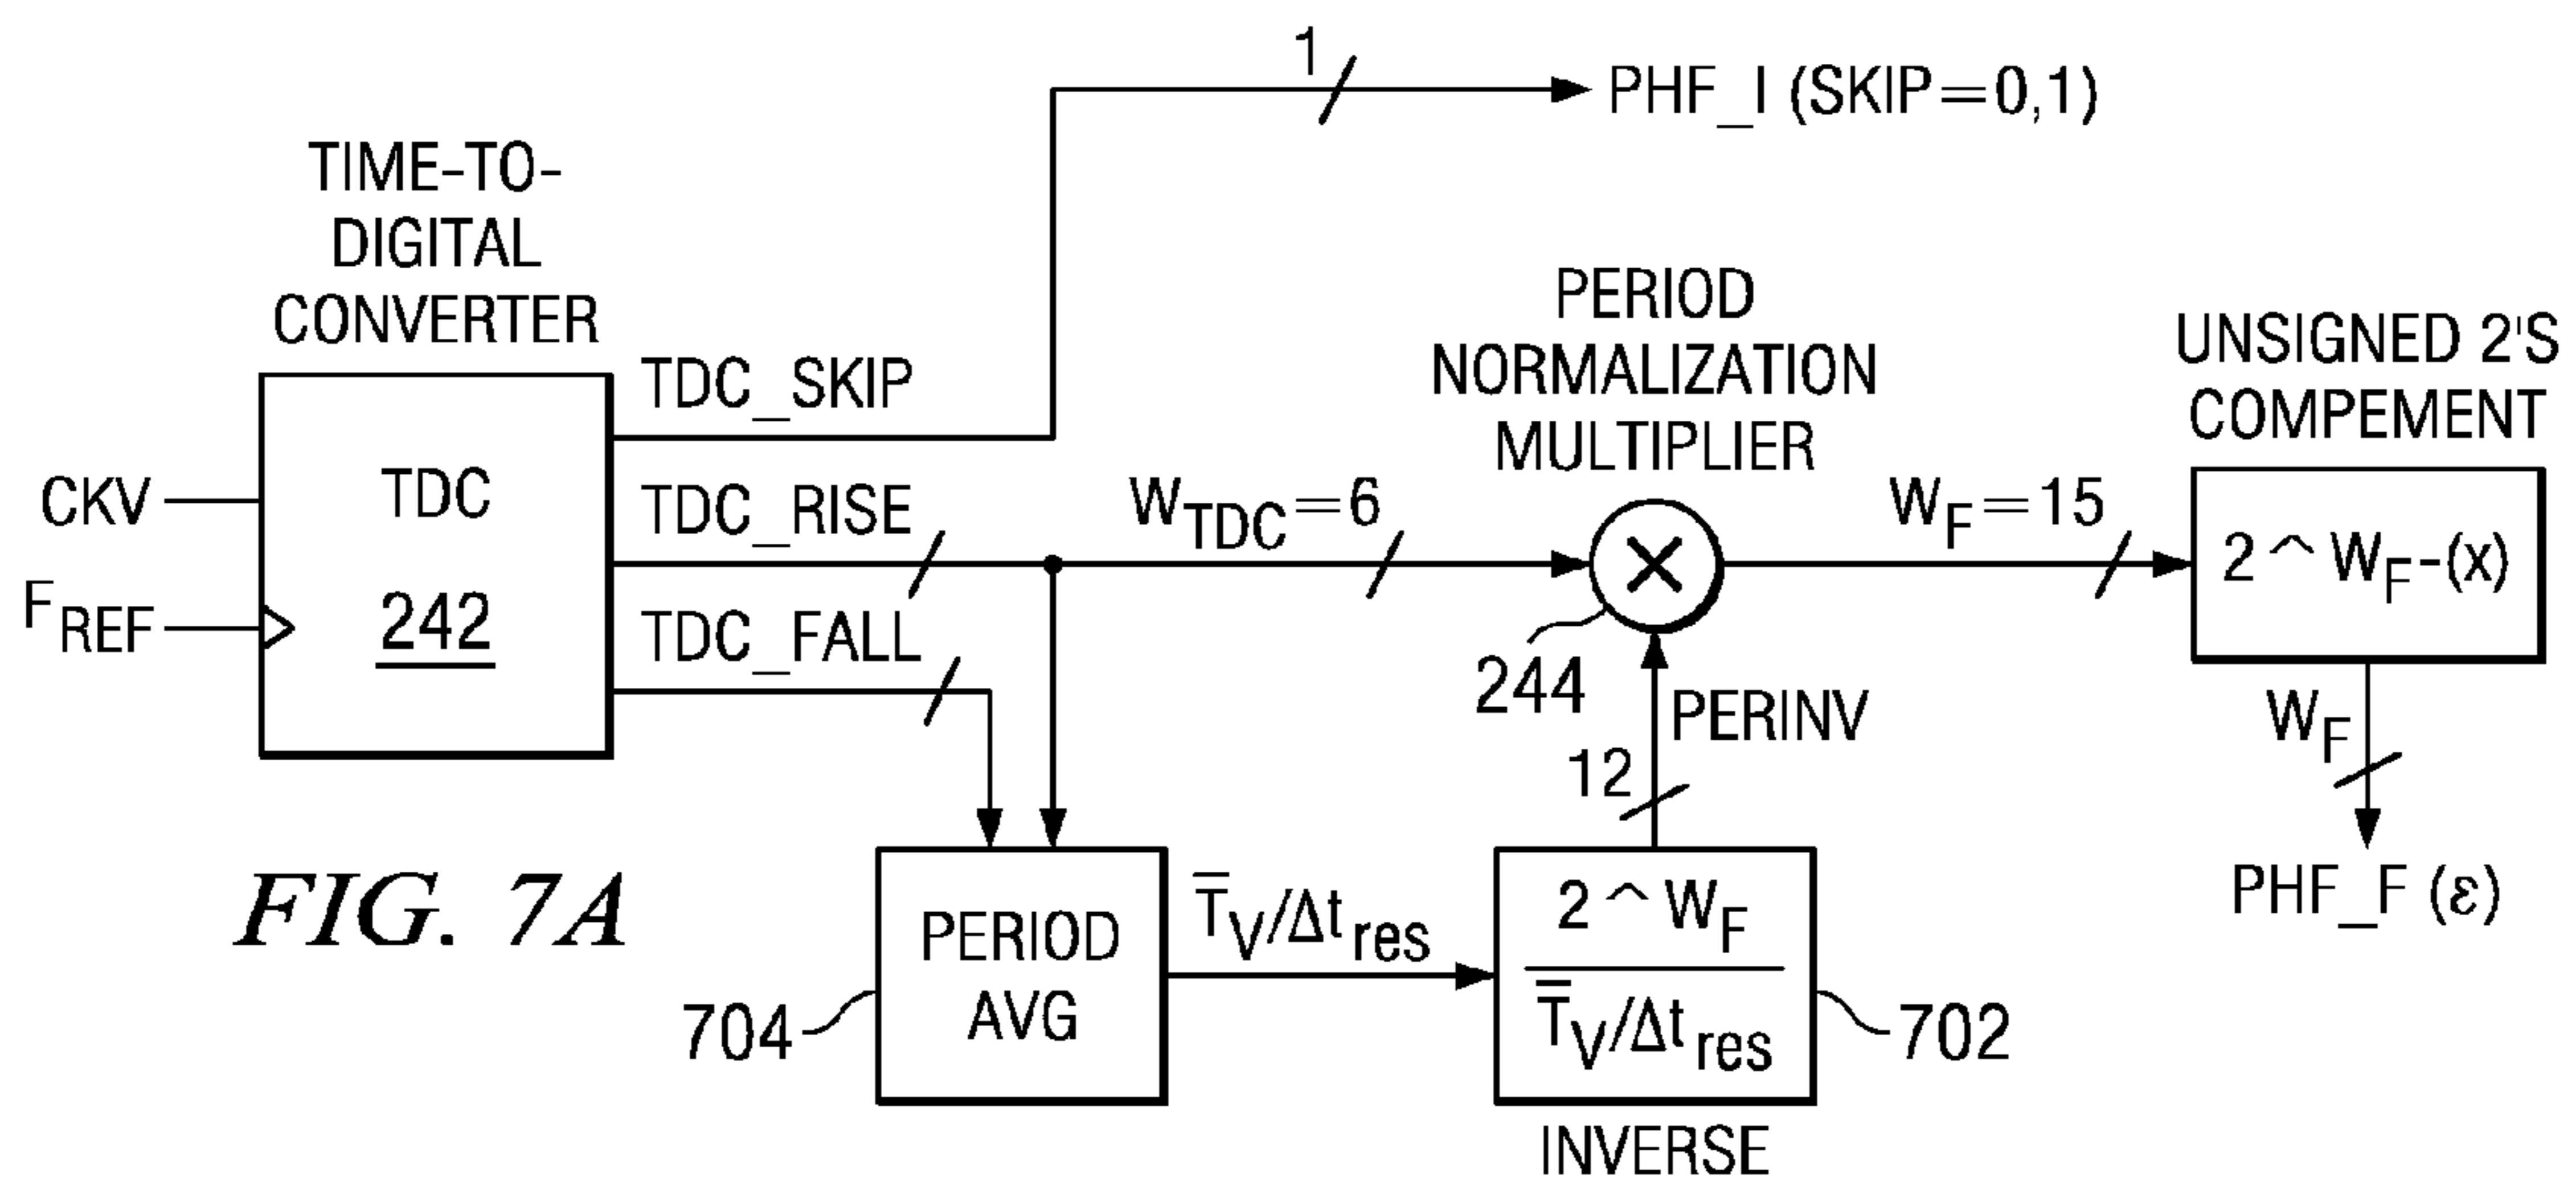 1
PHF_I (SKIP=0,1)
TIME-TO-
DIGITAL
CONVERTER
TDC_SKIP
PERIOD
NORMALIZATION
MULTIPLIER
UNSIGNED 2'S
COMPEMENT
CKV
TDC
TDC_RISE
W_TDC=6
W_F=15
2^W_F-(x)
F_REF
242
TDC_FALL
244
PERINV
W_F
12
PHF_F (ε)
FIG. 7A
PERIOD
AVG
T̅_V/Δt_res
2^W_F
T̿_V/Δt_res
704
702
INVERSE